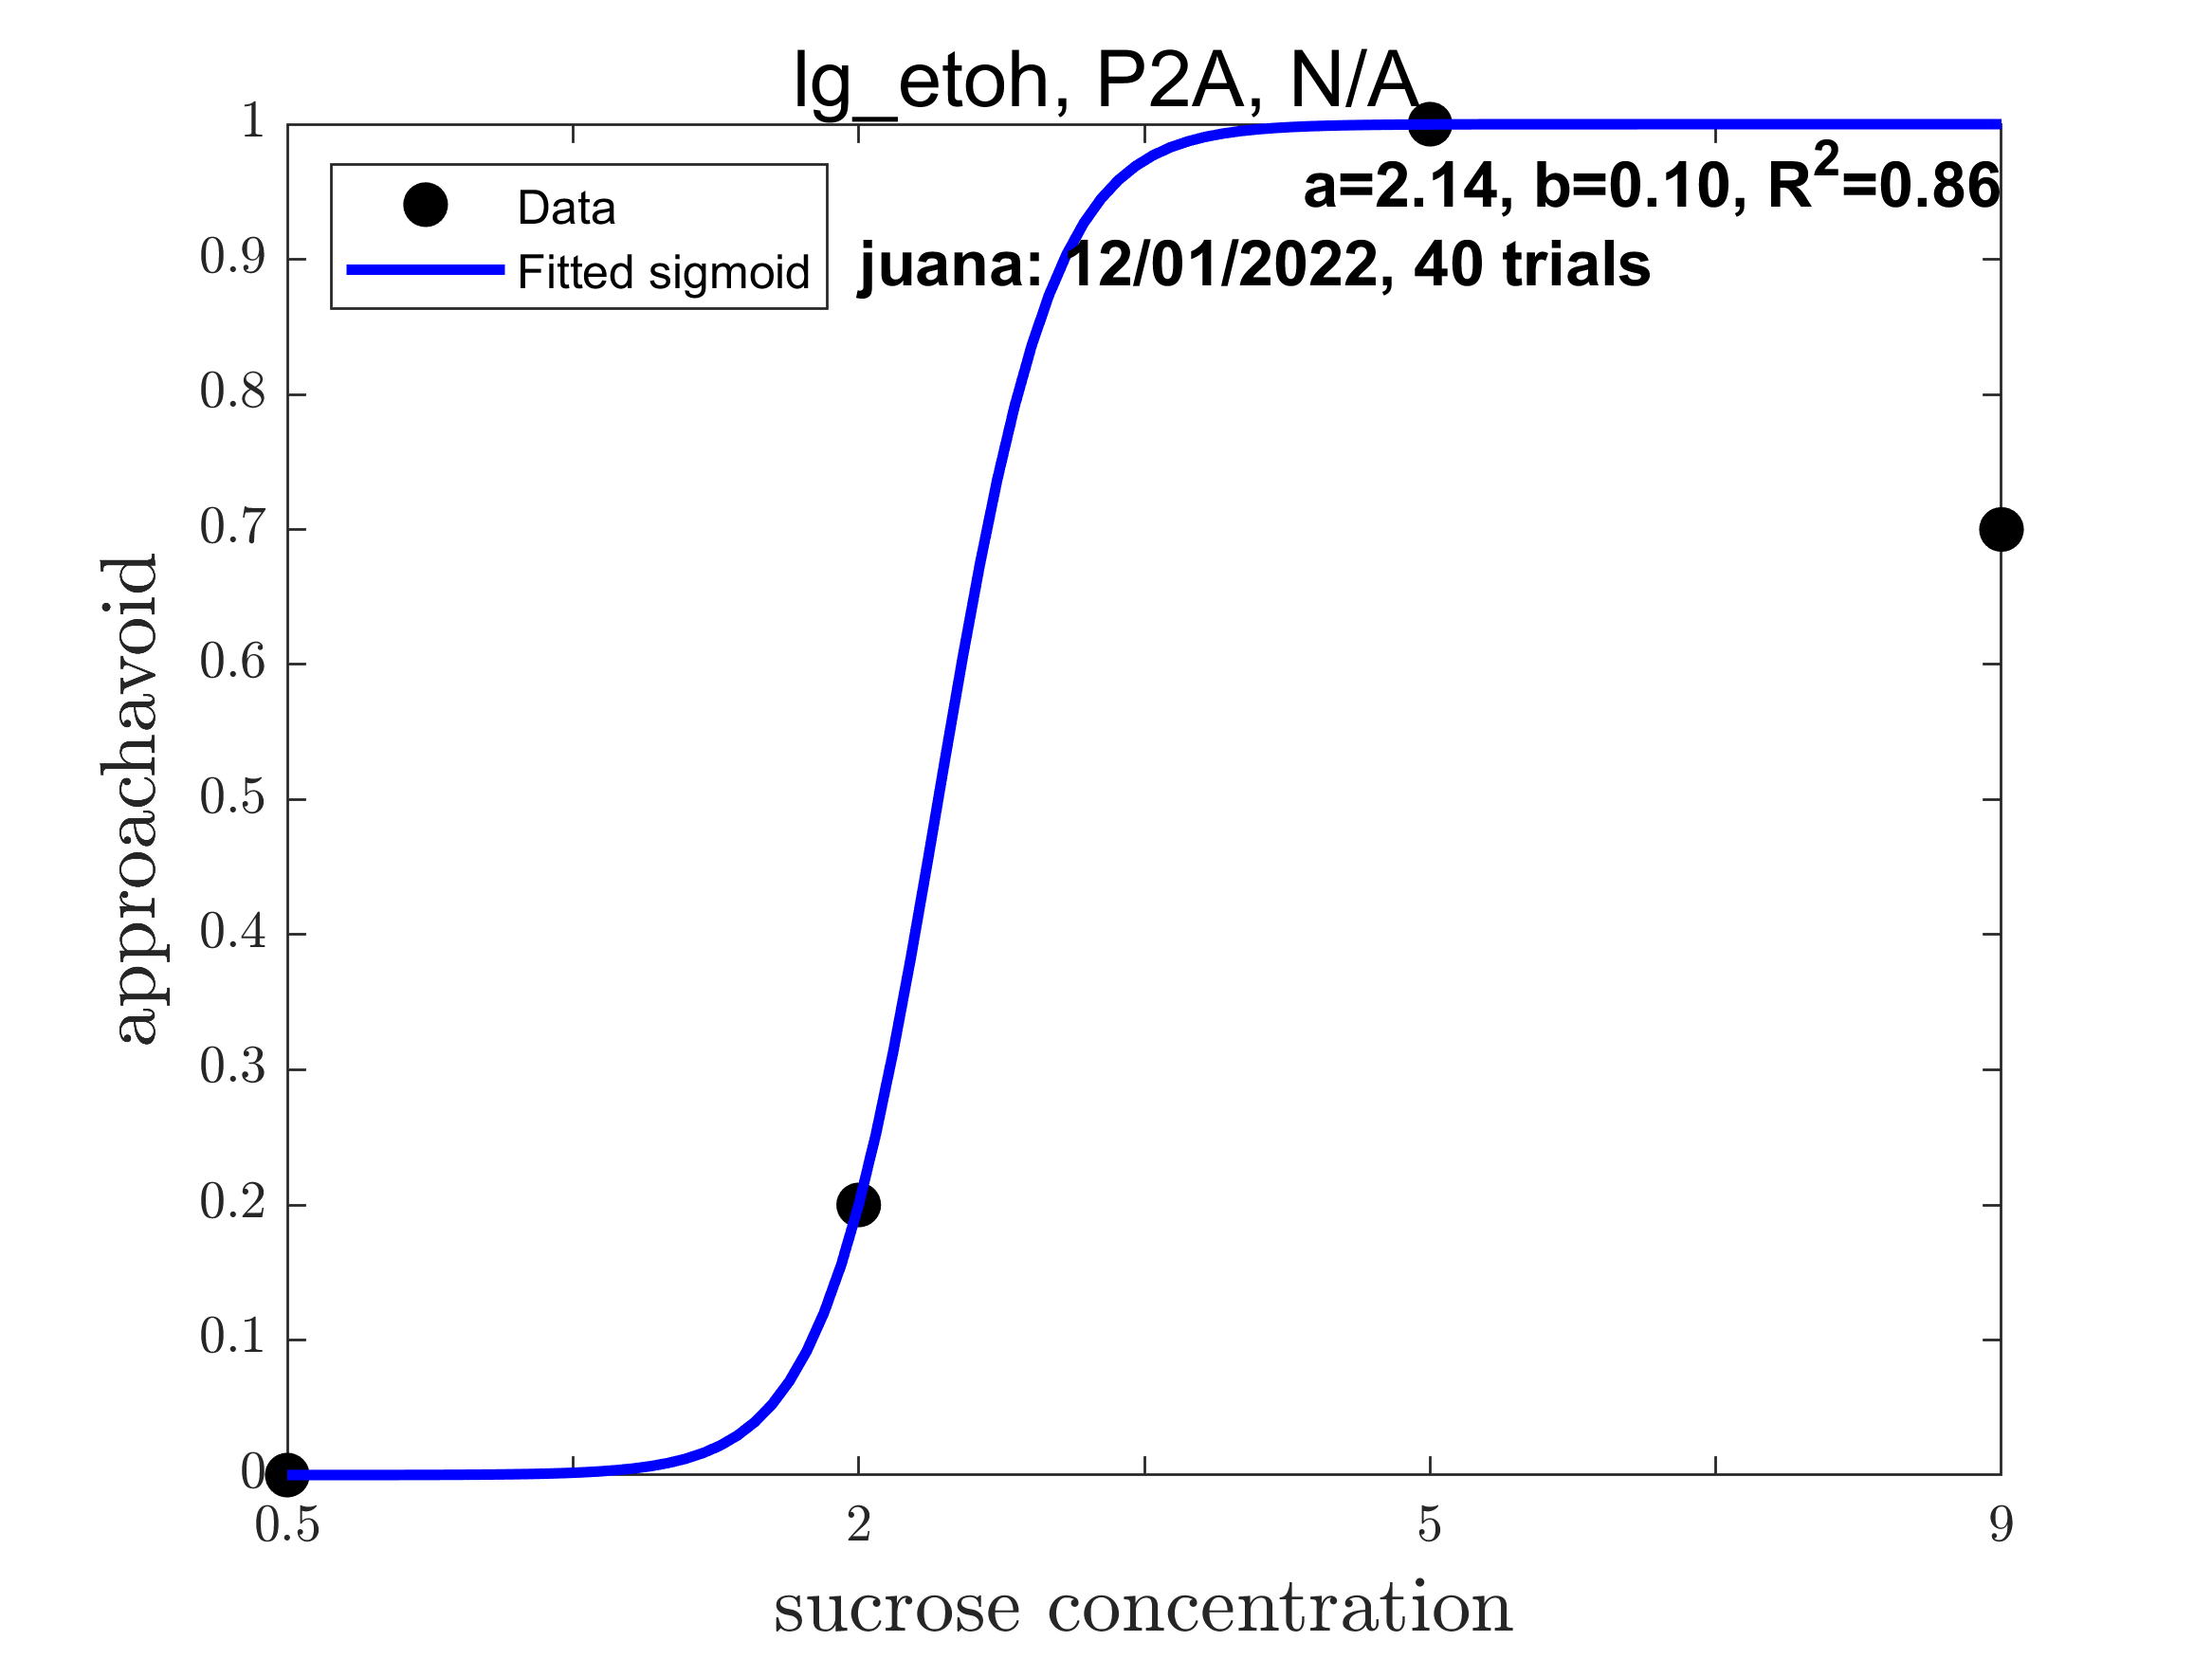 lg_etoh, P2A, N/A
1
0.9
0.8
0.7
0.6
0.5
0.4
0.3
0.2
0.1
0
Data
Fitted sigmoid
a=2.14, b=0.10, R²=0.86
juana: 12/01/2022, 40 trials
approachavoid
0.5 2 5 9
sucrose concentration